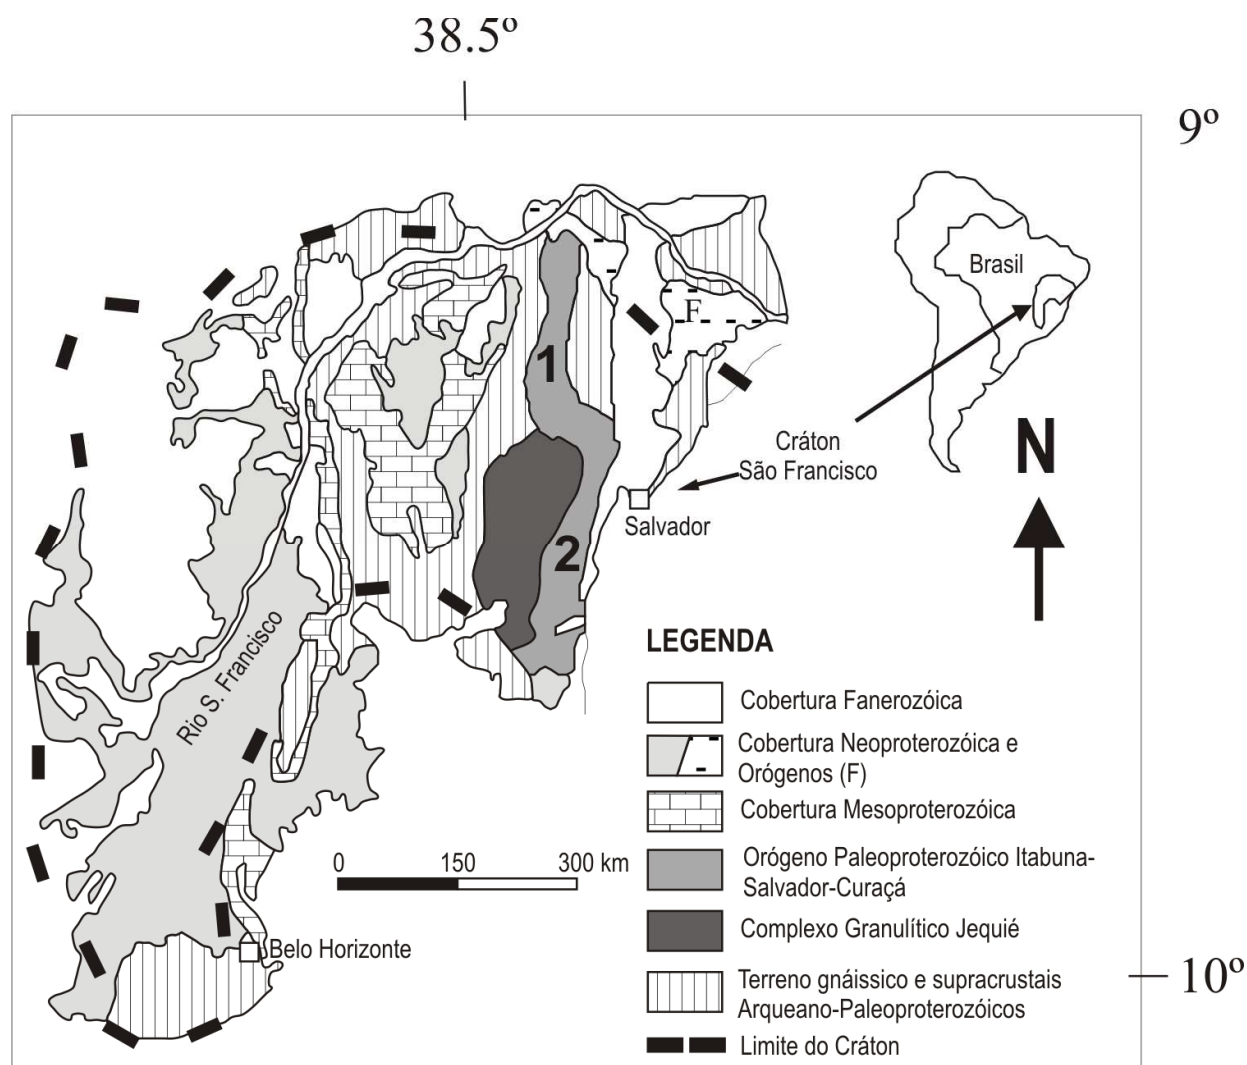 38.5º
9º
Brasil
F
1
Cráton
São Francisco
N
Salvador
2
Rio S. Francisco
LEGENDA
Cobertura Fanerozóica
Cobertura Neoproterozóica e
Orógenos (F)
Cobertura Mesoproterozóica
0 150 300 km
Orógeno Paleoproterozóico Itabuna-
Salvador-Curaçá
Complexo Granulítico Jequié
Belo Horizonte
10º
Terreno gnáissico e supracrustais
Arqueano-Paleoproterozóicos
Limite do Cráton